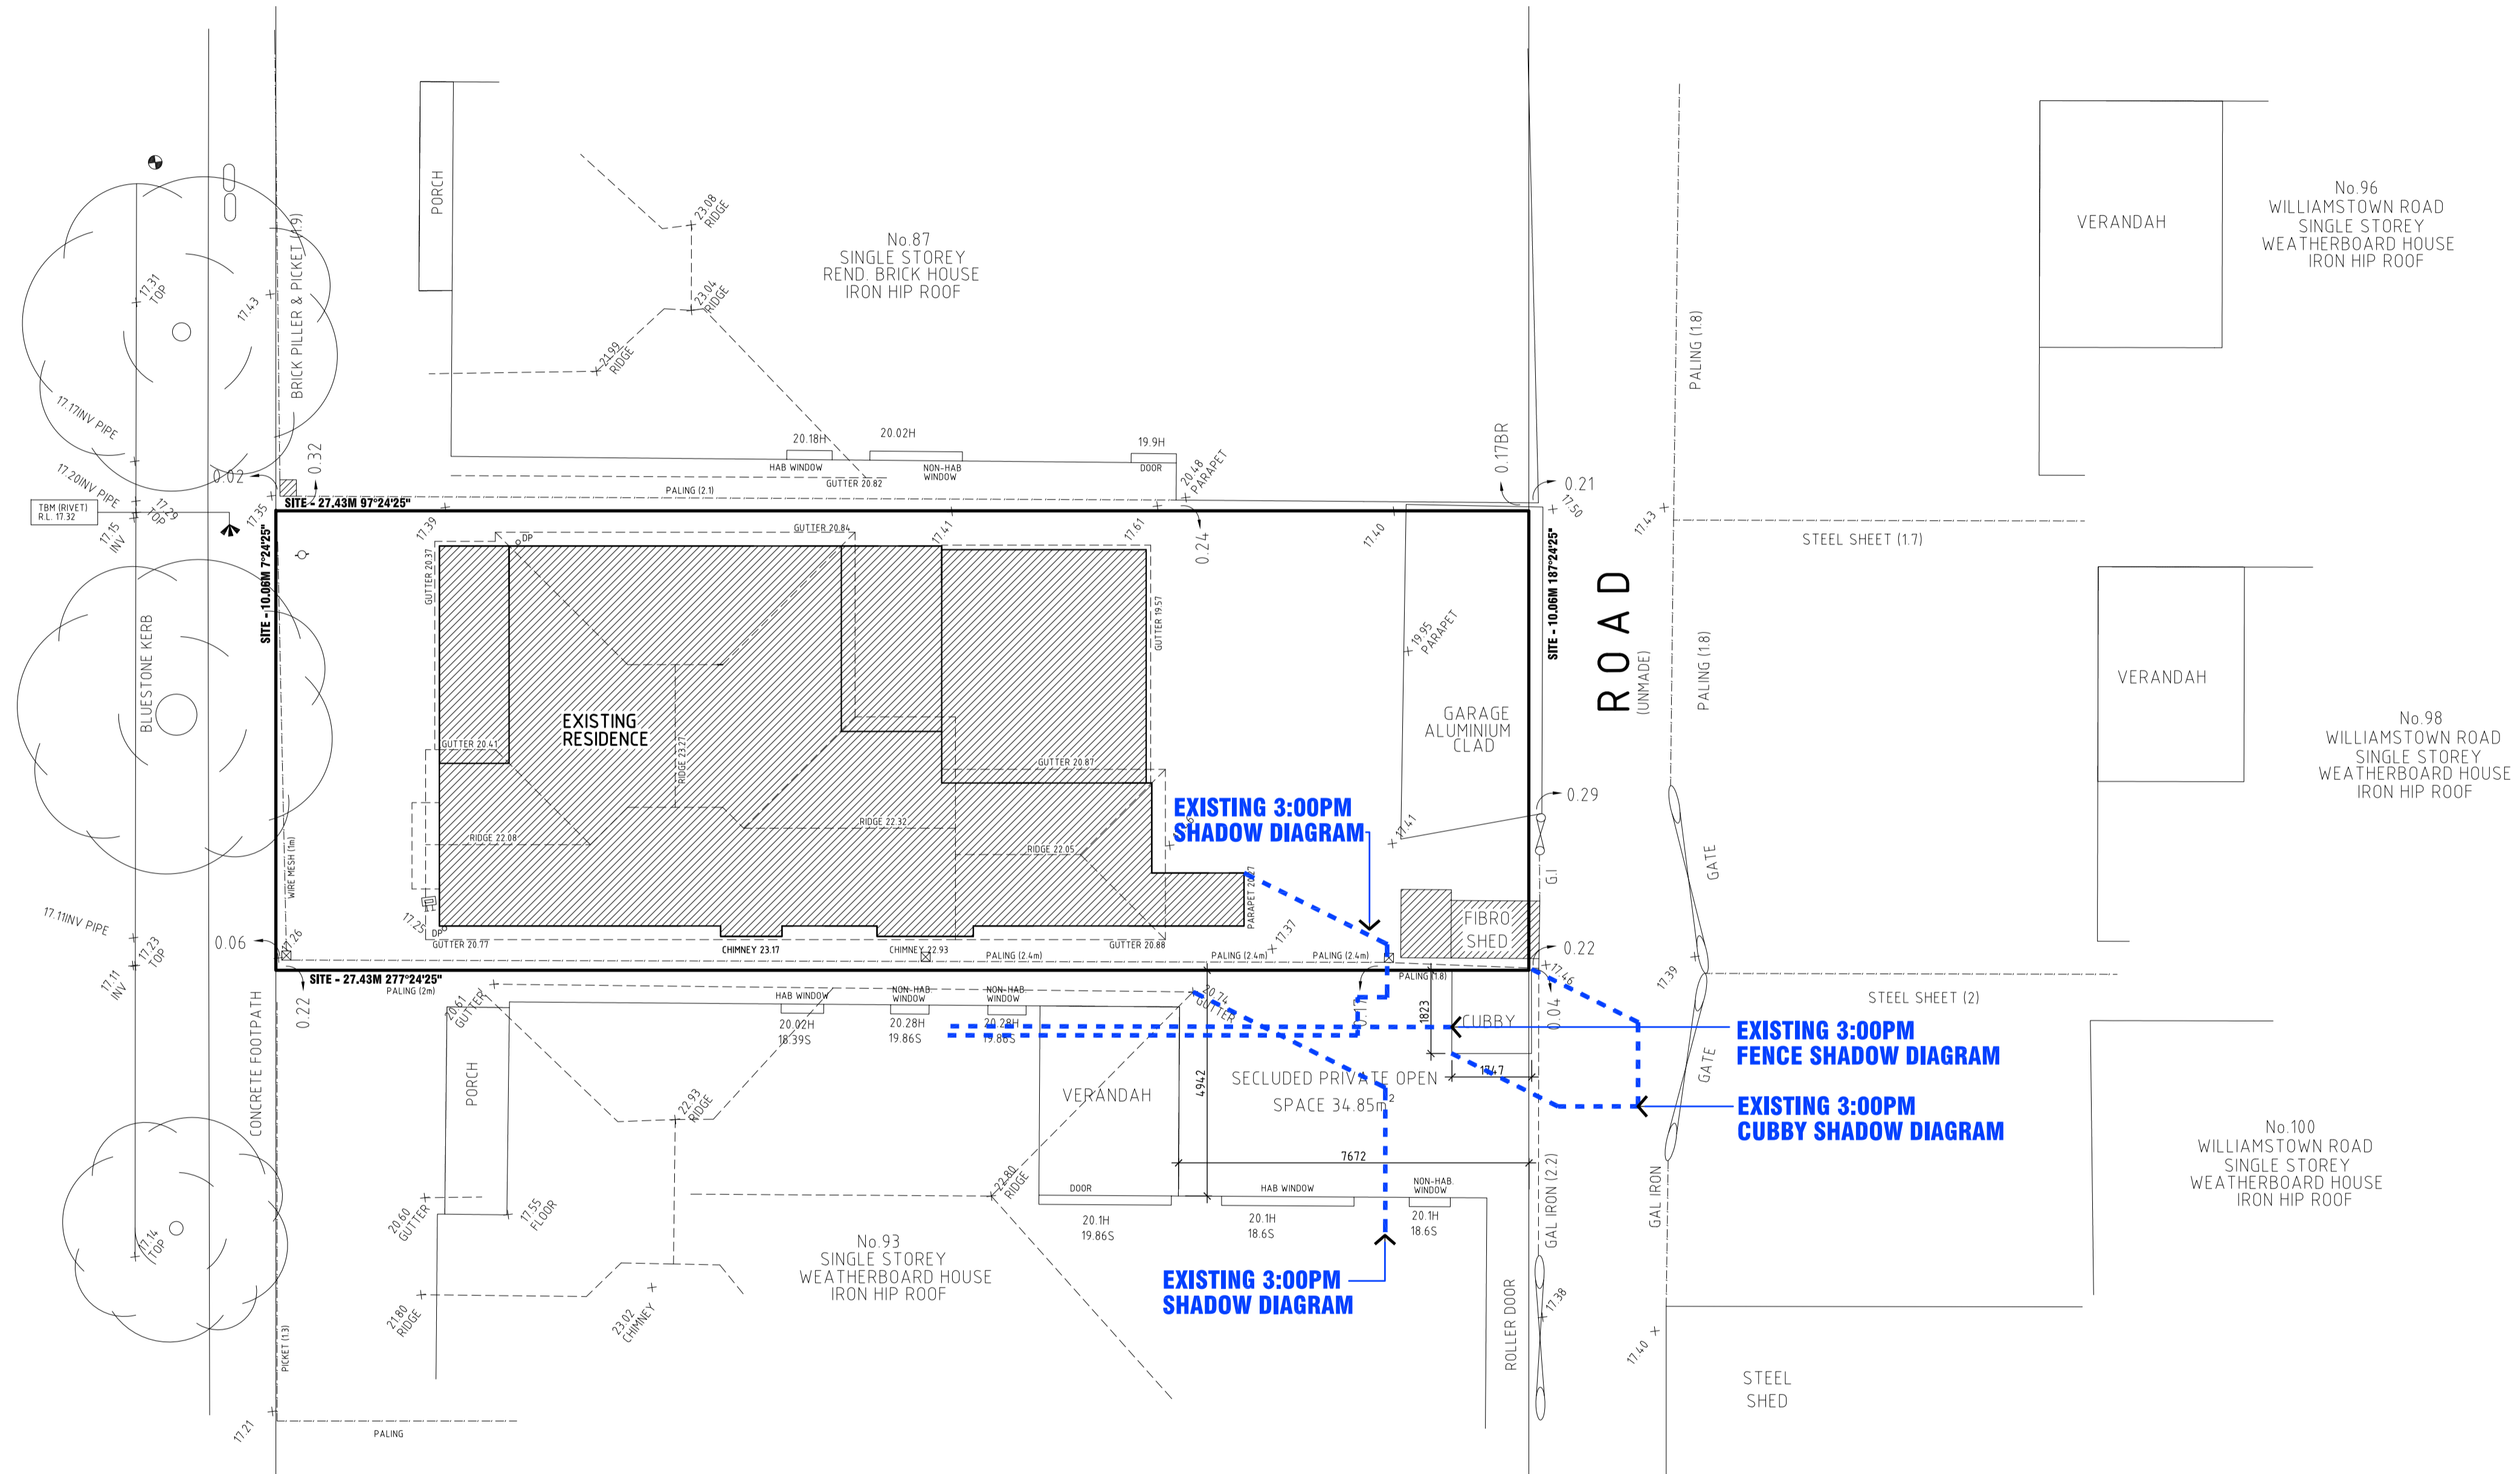 PORCH
23.08
RIDGE
No.87
SINGLE STOREY
REND. BRICK HOUSE
IRON HIP ROOF
23.04
RIDGE
21.99
RIDGE
No.96
WILLIAMSTOWN ROAD
SINGLE STOREY
WEATHERBOARD HOUSE
IRON HIP ROOF
VERANDAH
17.31
TOP
17.43
BRICK PILLER & PICKET (1.9)
PALING (1.8)
17.17INV PIPE
17.20INV PIPE
0.02
0.32
20.18H
20.02H
19.9H
HAB WINDOW
NON-HAB
WINDOW
DOOR
GUTTER 20.82
20.48
PARAPET
0.17BR
0.21
PALING (2.1)
TBM (RIVET)
R.L. 17.32
17.29
TOP
17.15
INV
17.35
SITE - 27.43M 97°24'25"
17.39
17.41
17.61
17.40
17.50
17.43
STEEL SHEET (1.7)
DP
GUTTER 20.84
GUTTER 20.37
0.24
SITE - 10.06M 7°24'25"
SITE - 10.06M 187°24'25"
GUTTER 19.57
19.95
PARAPET
ROAD
(UNMADE)
PALING (1.8)
VERANDAH
BLUESTONE KERB
EXISTING
RESIDENCE
GUTTER 20.41
RIDGE 23.27
GUTTER 20.87
GARAGE
ALUMINIUM
CLAD
No.98
WILLIAMSTOWN ROAD
SINGLE STOREY
WEATHERBOARD HOUSE
IRON HIP ROOF
EXISTING 3:00PM
SHADOW DIAGRAM
0.29
RIDGE 22.08
RIDGE 22.32
RIDGE 22.05
17.41
WIRE MESH (1m)
G.I
GATE
PARAPET 20.27
FIBRO
SHED
17.11INV PIPE
17.25
DP
GUTTER 20.77
CHIMNEY 23.17
CHIMNEY 22.93
GUTTER 20.88
17.37
0.06
17.26
17.23
TOP
17.11
INV
PALING (2.4m)
PALING (2.4m)
PALING (2.4m)
0.22
17.46
17.39
SITE - 27.43M 277°24'25"
PALING (2m)
PALING (1.8)
0.22
20.61
GUTTER
HAB WINDOW
NON-HAB
WINDOW
NON-HAB
WINDOW
20.74
GUTTER
20.02H
18.39S
20.28H
19.86S
20.28H
19.86S
0.17
1823
CUBBY
0.04
STEEL SHEET (2)
EXISTING 3:00PM
FENCE SHADOW DIAGRAM
CONCRETE FOOTPATH
PORCH
22.93
RIDGE
VERANDAH
4942
SECLUDED PRIVATE OPEN
SPACE 34.85m²
1747
GATE
EXISTING 3:00PM
CUBBY SHADOW DIAGRAM
7672
No.100
WILLIAMSTOWN ROAD
SINGLE STOREY
WEATHERBOARD HOUSE
IRON HIP ROOF
22.80
RIDGE
DOOR
HAB WINDOW
NON-HAB
WINDOW
20.1H
19.86S
20.1H
18.6S
20.1H
18.6S
20.60
GUTTER
17.55
FLOOR
GAL IRON (2.2)
GAL IRON
17.14
TOP
No.93
SINGLE STOREY
WEATHERBOARD HOUSE
IRON HIP ROOF
EXISTING 3:00PM
SHADOW DIAGRAM
21.80
RIDGE
23.02
CHIMNEY
ROLLER DOOR
17.38
17.40
PICKET (1.3)
STEEL
SHED
17.21
PALING